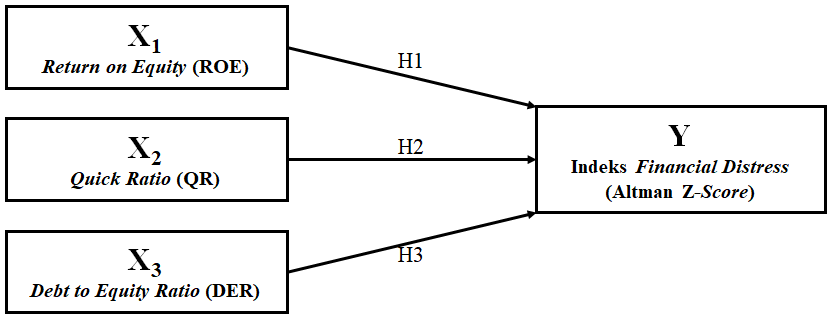 X1
Return on Equity (ROE)
H1
X2
Quick Ratio (QR)
H2
Y
Indeks Financial Distress
(Altman Z-Score)
X3
Debt to Equity Ratio (DER)
H3